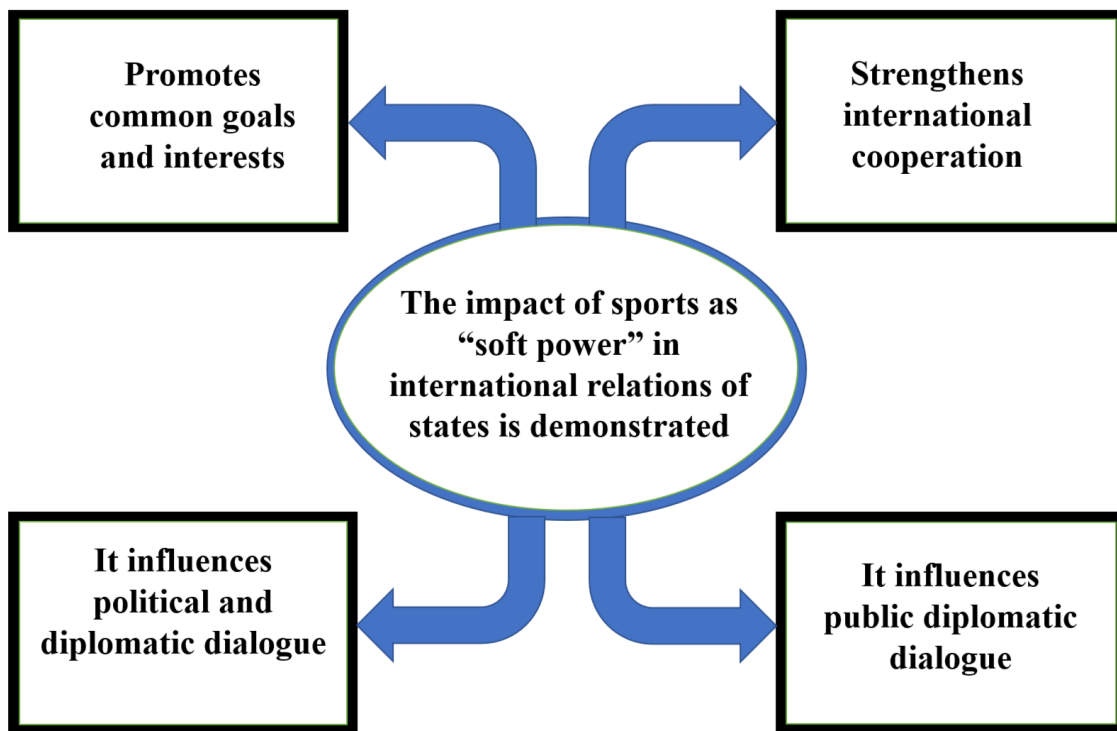 Promotes
common goals
and interests
Strengthens
international
cooperation
The impact of sports as
“soft power” in
international relations of
states is demonstrated
It influences
political and
diplomatic dialogue
It influences
public diplomatic
dialogue